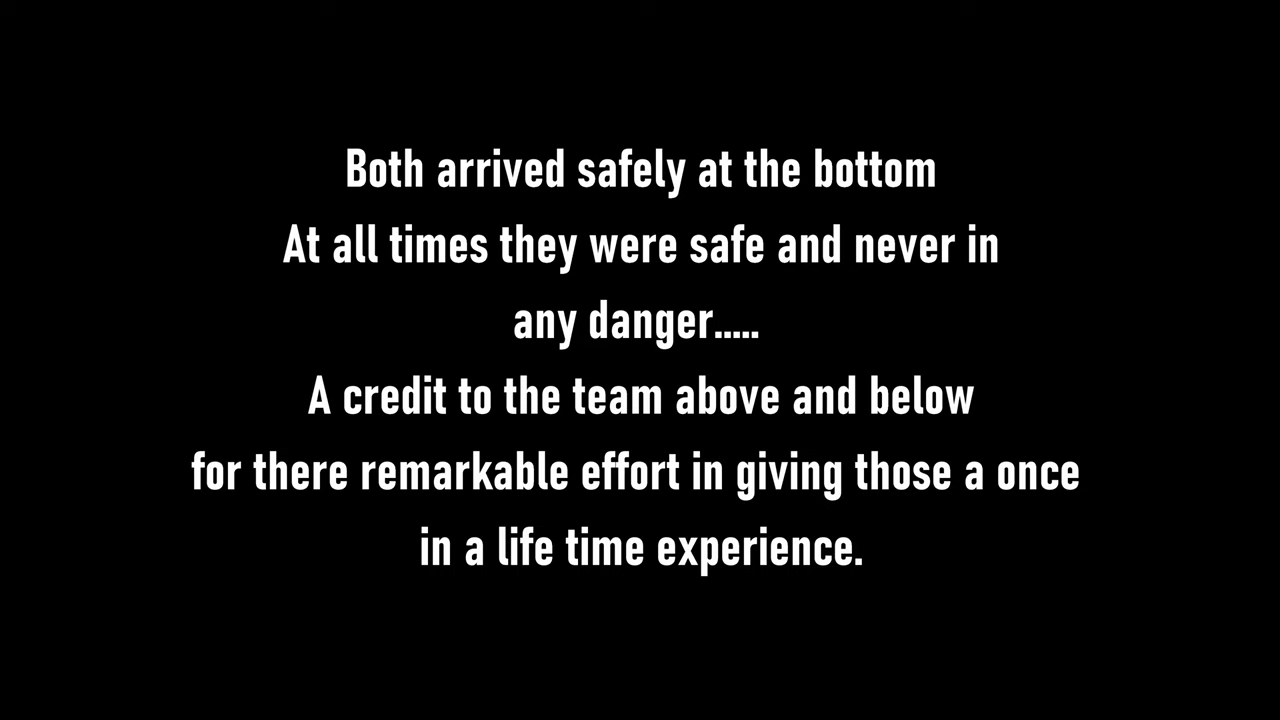 Both arrived safely at the bottom
At all times they were safe and never in
any danger.....
A credit to the team above and below
for there remarkable effort in giving those a once
in a life time experience.